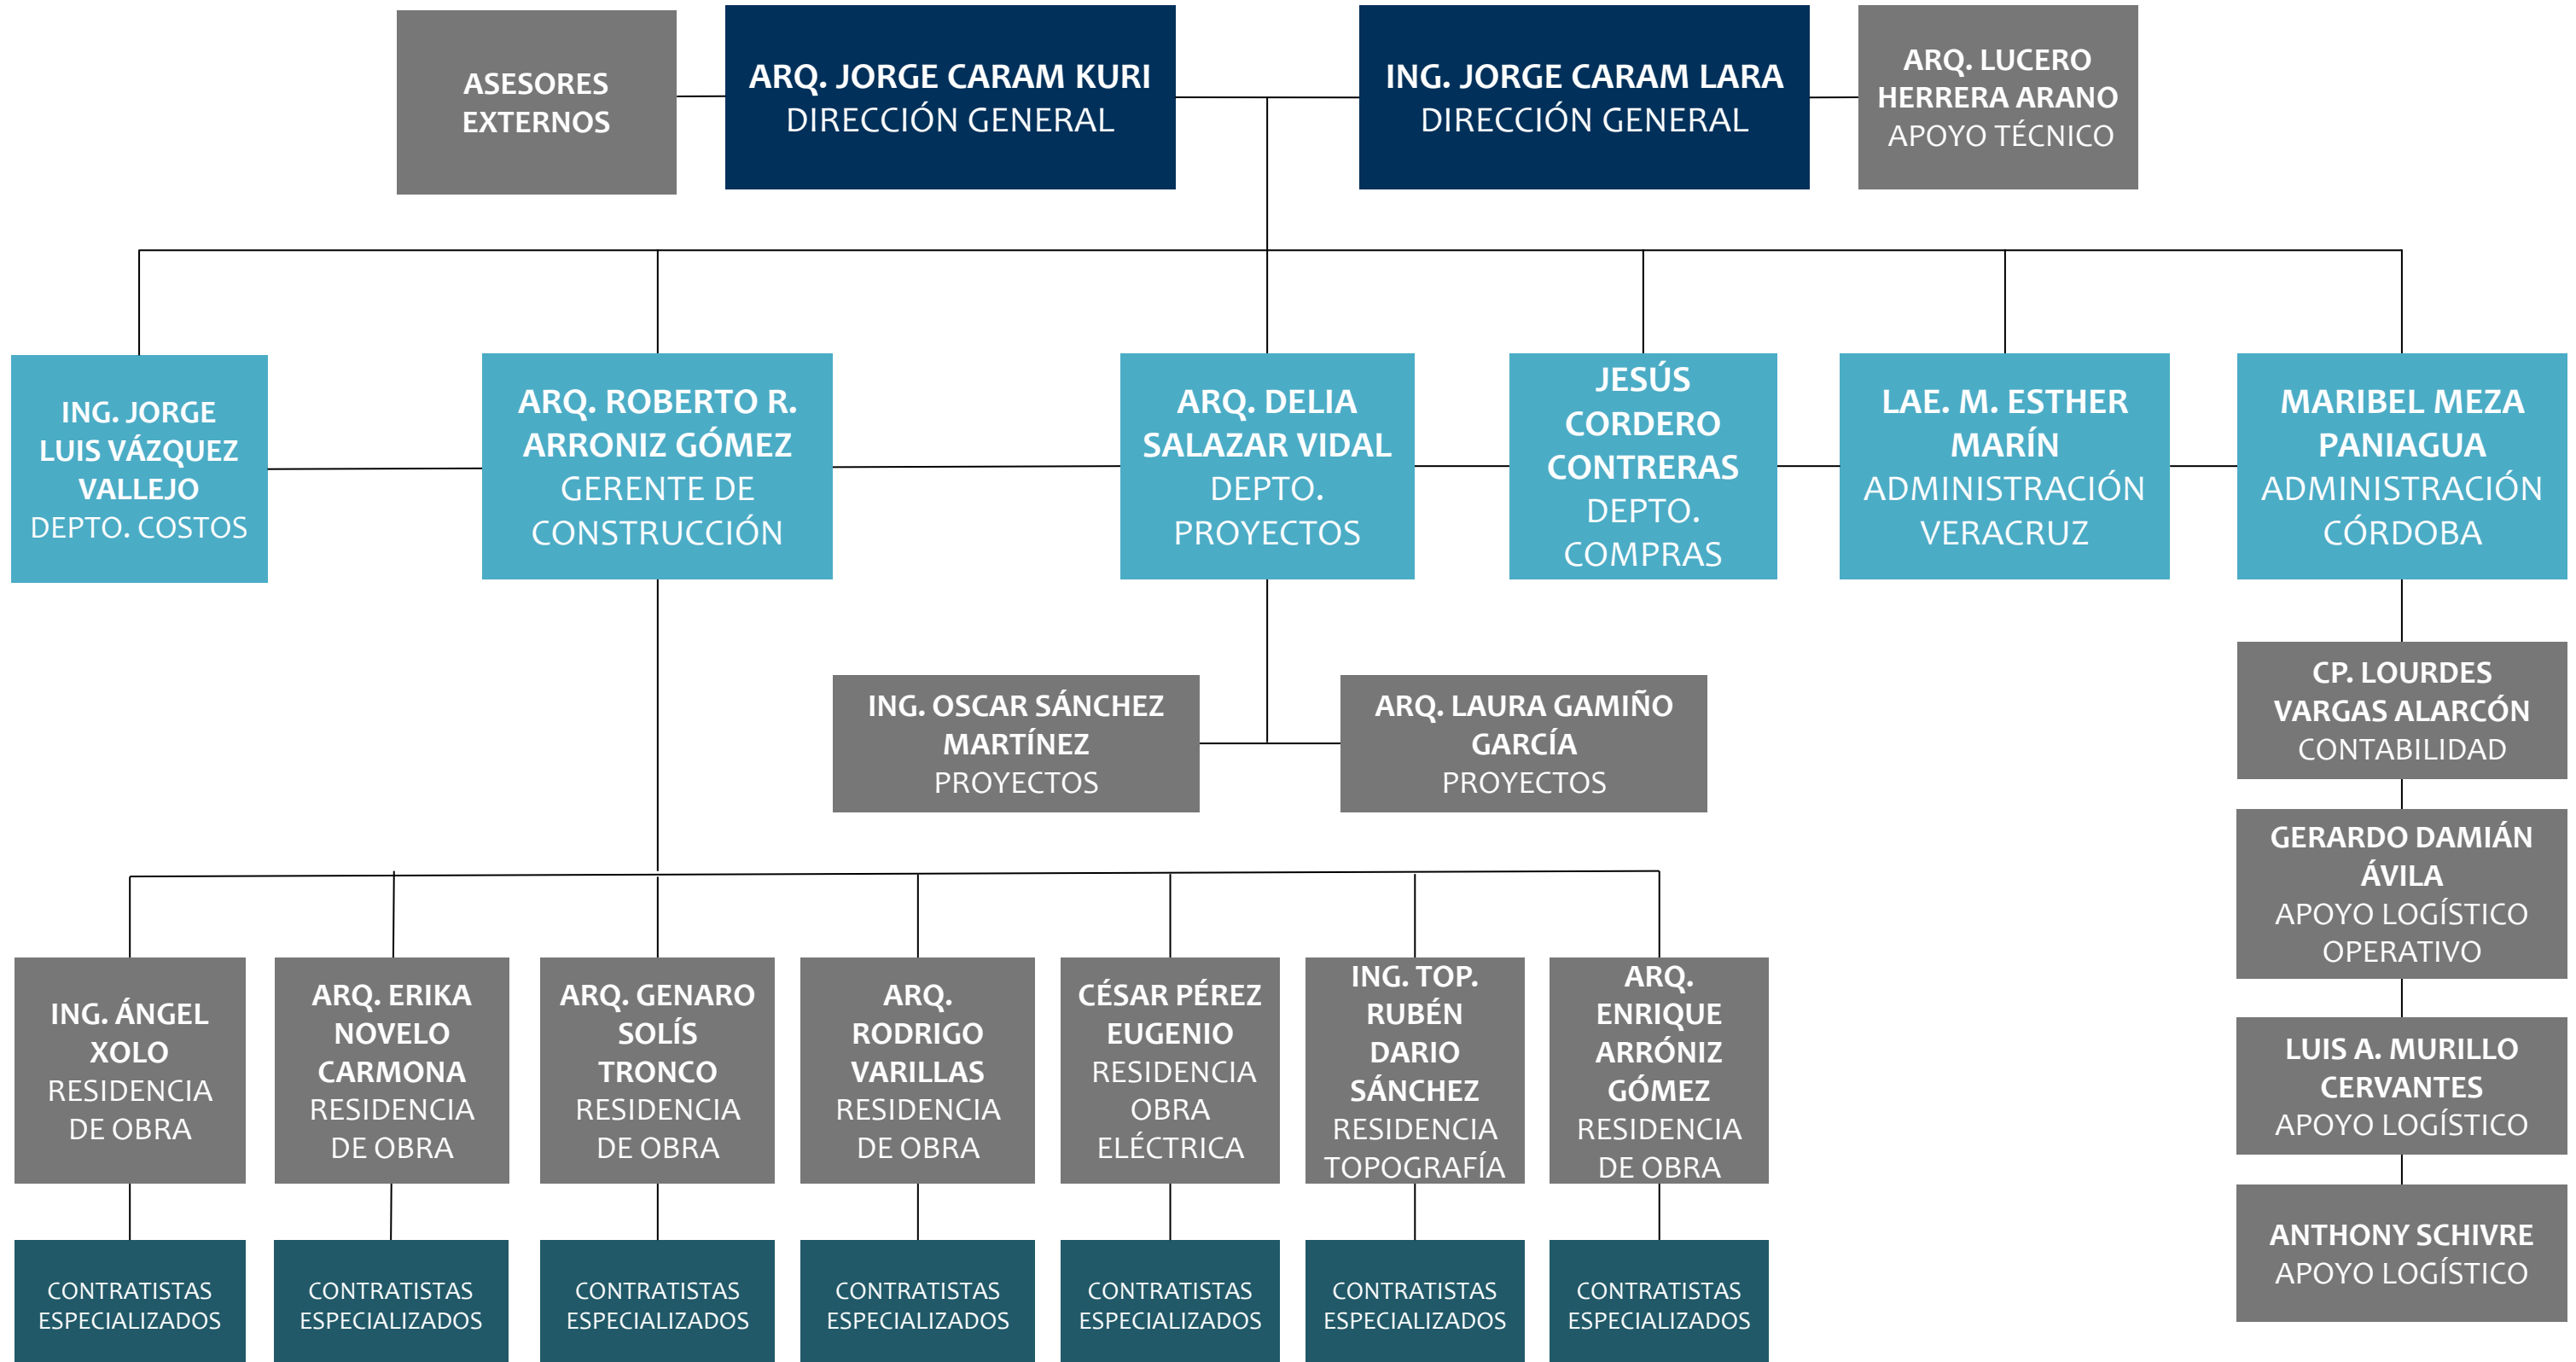 ASESORES
EXTERNOS
ARQ. JORGE CARAM KURI
DIRECCIÓN GENERAL
ING. JORGE CARAM LARA
DIRECCIÓN GENERAL
ARQ. LUCERO
HERRERA ARANO
APOYO TÉCNICO
ING. JORGE
LUIS VÁZQUEZ
VALLEJO
DEPTO. COSTOS
ARQ. ROBERTO R.
ARRONIZ GÓMEZ
GERENTE DE
CONSTRUCCIÓN
ARQ. DELIA
SALAZAR VIDAL
DEPTO.
PROYECTOS
JESÚS
CORDERO
CONTRERAS
DEPTO.
COMPRAS
LAE. M. ESTHER
MARÍN
ADMINISTRACIÓN
VERACRUZ
MARIBEL MEZA
PANIAGUA
ADMINISTRACIÓN
CÓRDOBA
ING. OSCAR SÁNCHEZ
MARTÍNEZ
PROYECTOS
ARQ. LAURA GAMIÑO
GARCÍA
PROYECTOS
CP. LOURDES
VARGAS ALARCÓN
CONTABILIDAD
GERARDO DAMIÁN
ÁVILA
APOYO LOGÍSTICO
OPERATIVO
LUIS A. MURILLO
CERVANTES
APOYO LOGÍSTICO
ANTHONY SCHIVRE
APOYO LOGÍSTICO
ING. ÁNGEL
XOLO
RESIDENCIA
DE OBRA
ARQ. ERIKA
NOVELO
CARMONA
RESIDENCIA
DE OBRA
ARQ. GENARO
SOLÍS
TRONCO
RESIDENCIA
DE OBRA
ARQ.
RODRIGO
VARILLAS
RESIDENCIA
DE OBRA
CÉSAR PÉREZ
EUGENIO
RESIDENCIA
OBRA
ELÉCTRICA
ING. TOP.
RUBÉN
DARIO
SÁNCHEZ
RESIDENCIA
TOPOGRAFÍA
ARQ.
ENRIQUE
ARRÓNIZ
GÓMEZ
RESIDENCIA
DE OBRA
CONTRATISTAS
ESPECIALIZADOS
CONTRATISTAS
ESPECIALIZADOS
CONTRATISTAS
ESPECIALIZADOS
CONTRATISTAS
ESPECIALIZADOS
CONTRATISTAS
ESPECIALIZADOS
CONTRATISTAS
ESPECIALIZADOS
CONTRATISTAS
ESPECIALIZADOS